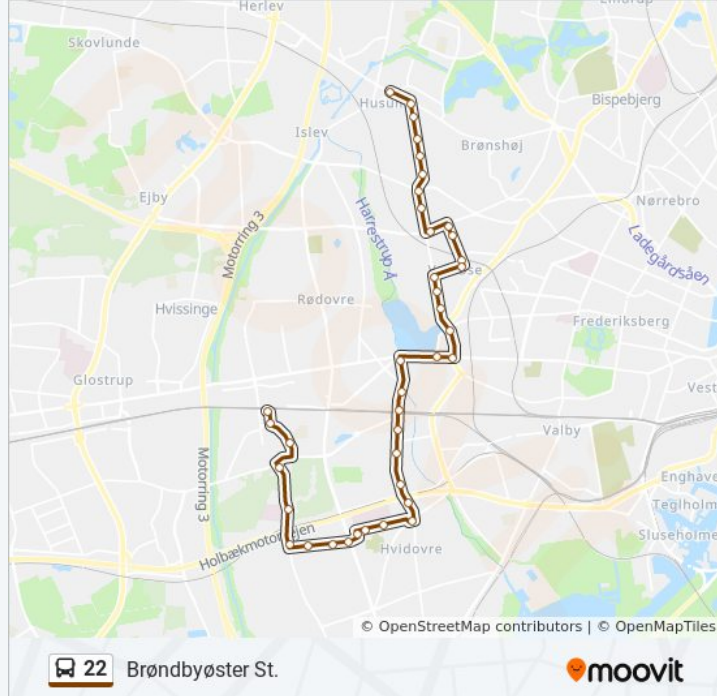 Herlev
Skovlunde
Husum
Bispebjerg
Islev
Brønshøj
Ejby
Nørrebro
Harrestrup Å
Ladegårdsåen
Motorring 3
Rødovre
Hvissinge
Frederiksberg
Glostrup
Vest
Valby
Motorring 3
Enghave
Teglholm
Sluseholme
Holbækmotorvejen
Hvidovre
© OpenStreetMap contributors | © OpenMapTiles
22 Brøndbyøster St.
moovit